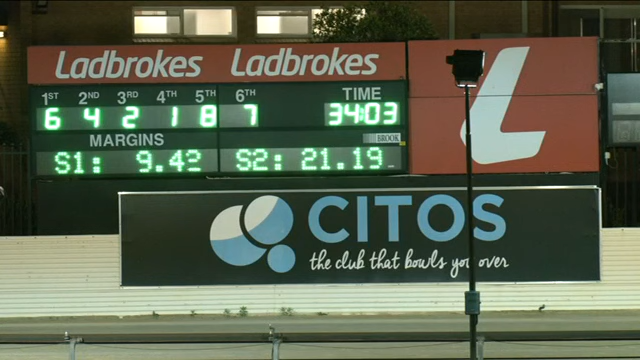 Ladbrokes Ladbrokes
1ST 2ND 3RD 4TH 5TH 6TH TIME
6 4 2 1 8 7 34:03
MARGINS BROOK
S1: 9.42 S2: 21.19
CITOS
the club that bowls you over